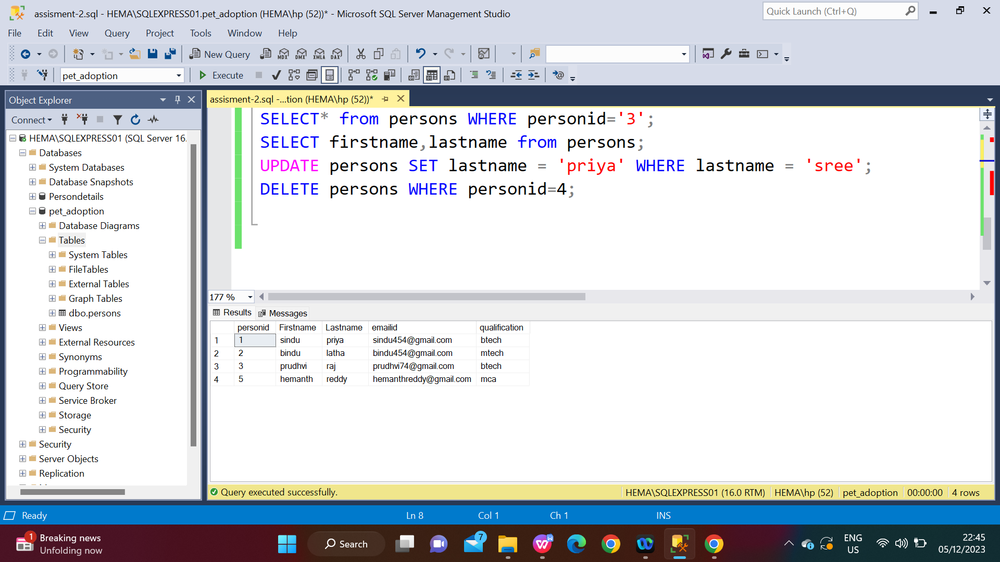 assisment-2.sql - HEMA\SQLEXPRESS01.pet_adoption (HEMA\hp (52))* - Microsoft SQL Server Management Studio
Quick Launch (Ctrl+Q)
File Edit View Query Project Tools Window Help
New Query MDX DMX XMLA DAX
pet_adoption Execute
Object Explorer
assisment-2.sql -...tion (HEMA\hp (52))*
Connect
HEMA\SQLEXPRESS01 (SQL Server 16.
Databases
System Databases
Database Snapshots
Persondetails
pet_adoption
Database Diagrams
Tables
System Tables
FileTables
External Tables
Graph Tables
dbo.persons
Views
External Resources
Synonyms
Programmability
Query Store
Service Broker
Storage
Security
Security
Server Objects
Replication
SELECT* from persons WHERE personid='3';
SELECT firstname,lastname from persons;
UPDATE persons SET lastname = 'priya' WHERE lastname = 'sree';
DELETE persons WHERE personid=4;
177 %
Results Messages
personid Firstname Lastname emailid qualification
1 1 sindu priya sindu454@gmail.com btech
2 2 bindu latha bindu454@gmail.com mtech
3 3 prudhvi raj prudhvi74@gmail.com btech
4 5 hemanth reddy hemanthreddy@gmail.com mca
Query executed successfully. HEMA\SQLEXPRESS01 (16.0 RTM) HEMA\hp (52) pet_adoption 00:00:00 4 rows
Ready Ln 8 Col 1 Ch 1 INS
1 Breaking news
Unfolding now
Search
7
ENG
US
22:45
05/12/2023